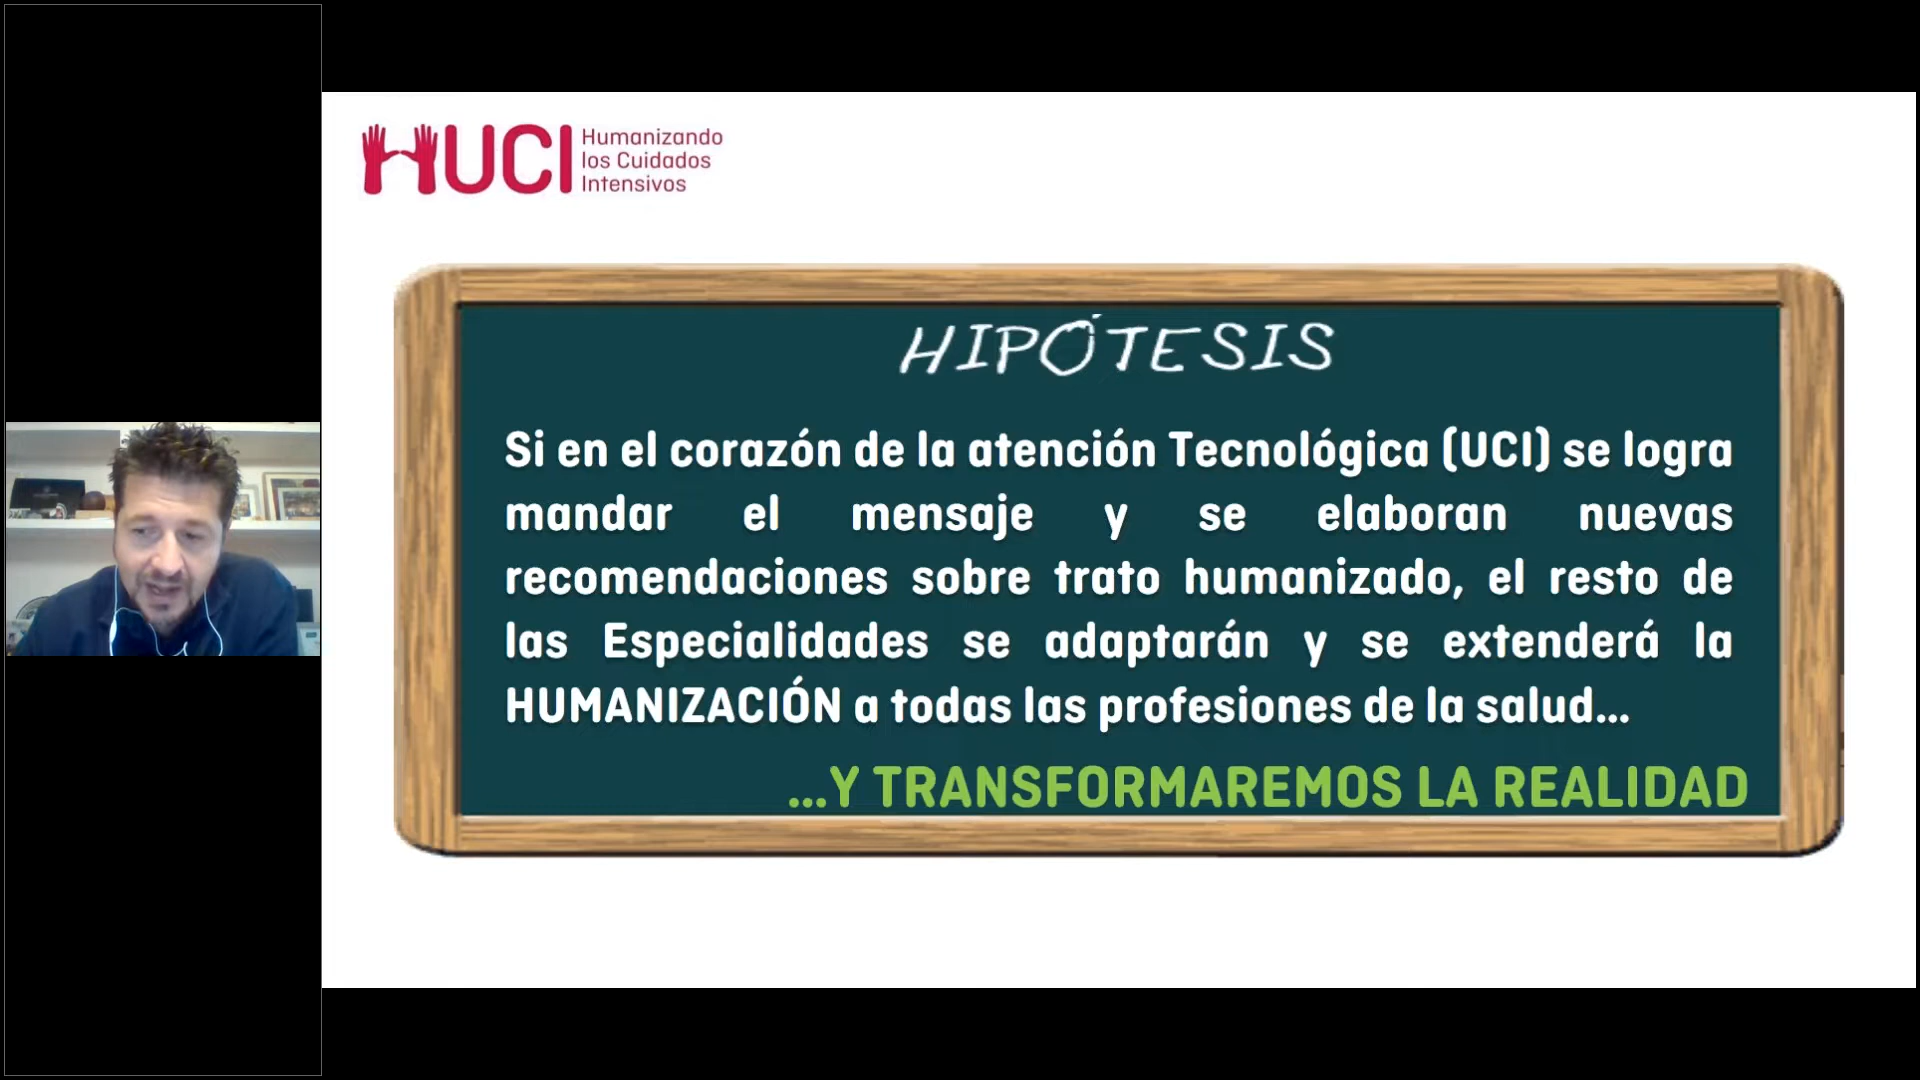 HUCI
Humanizando
los Cuidados
Intensivos
HIPÓTESIS
Si en el corazón de la atención Tecnológica (UCI) se logra
mandar el mensaje y se elaboran nuevas
recomendaciones sobre trato humanizado, el resto de
las Especialidades se adaptarán y se extenderá la
HUMANIZACIÓN a todas las profesiones de la salud...
...Y TRANSFORMAREMOS LA REALIDAD